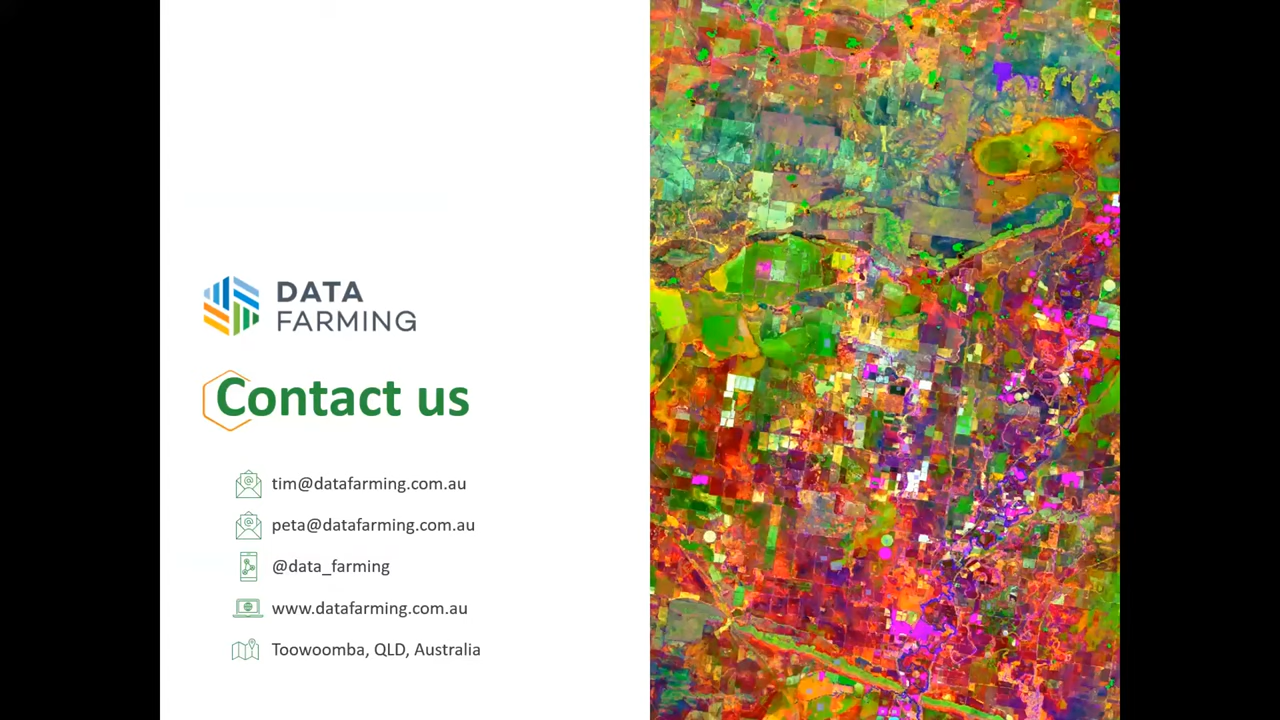 DATA
FARMING
Contact us
tim@datafarming.com.au
peta@datafarming.com.au
@data_farming
www.datafarming.com.au
Toowoomba, QLD, Australia